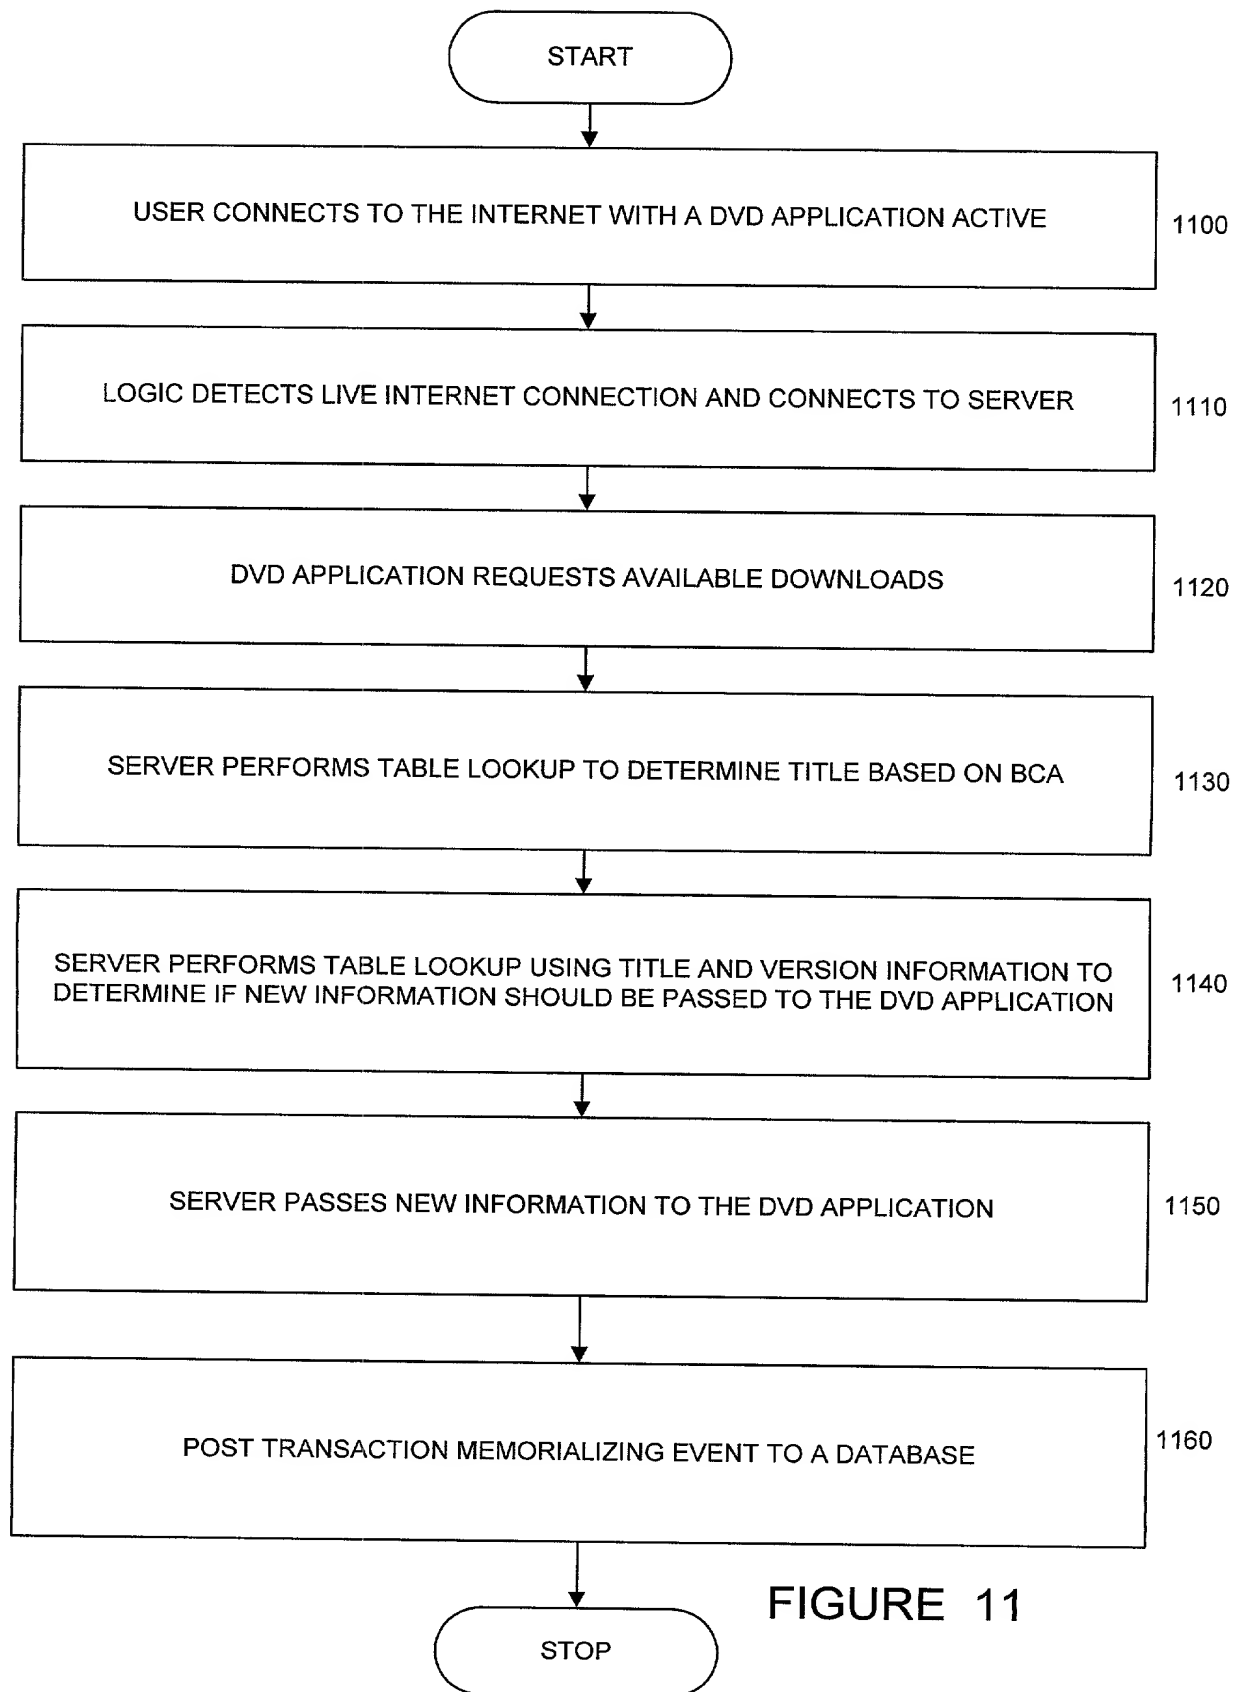 START
USER CONNECTS TO THE INTERNET WITH A DVD APPLICATION ACTIVE
1100
LOGIC DETECTS LIVE INTERNET CONNECTION AND CONNECTS TO SERVER
1110
DVD APPLICATION REQUESTS AVAILABLE DOWNLOADS
1120
SERVER PERFORMS TABLE LOOKUP TO DETERMINE TITLE BASED ON BCA
1130
SERVER PERFORMS TABLE LOOKUP USING TITLE AND VERSION INFORMATION TO
DETERMINE IF NEW INFORMATION SHOULD BE PASSED TO THE DVD APPLICATION
1140
SERVER PASSES NEW INFORMATION TO THE DVD APPLICATION
1150
POST TRANSACTION MEMORIALIZING EVENT TO A DATABASE
1160
FIGURE 11
STOP